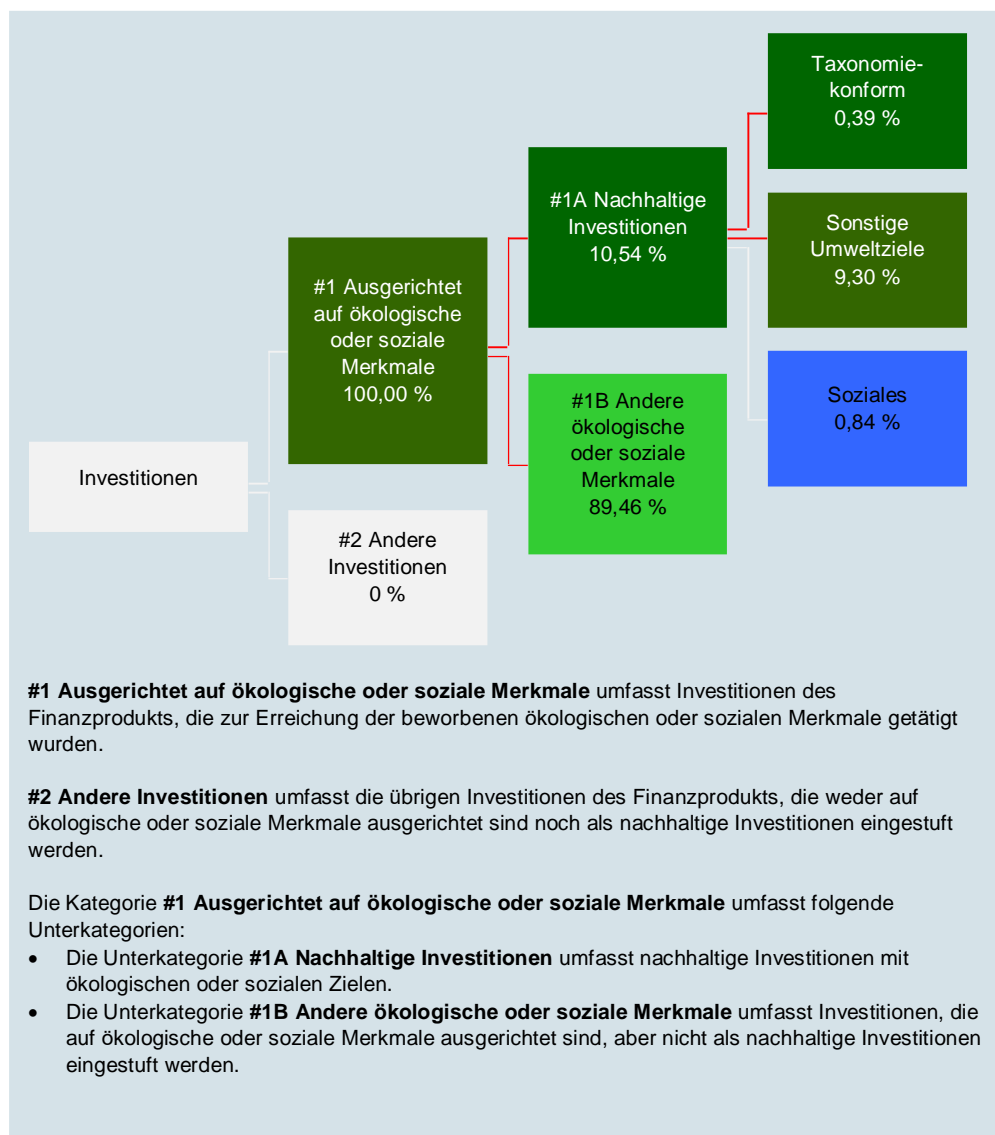 Taxonomie-
konform
0,39 %
#1A Nachhaltige
Investitionen
10,54 %
Sonstige
Umweltziele
9,30 %
#1 Ausgerichtet
auf ökologische
oder soziale
Merkmale
100,00 %
Soziales
0,84 %
#1B Andere
ökologische
oder soziale
Merkmale
89,46 %
Investitionen
#2 Andere
Investitionen
0 %
#1 Ausgerichtet auf ökologische oder soziale Merkmale umfasst Investitionen des
Finanzprodukts, die zur Erreichung der beworbenen ökologischen oder sozialen Merkmale getätigt
wurden.
#2 Andere Investitionen umfasst die übrigen Investitionen des Finanzprodukts, die weder auf
ökologische oder soziale Merkmale ausgerichtet sind noch als nachhaltige Investitionen eingestuft
werden.
Die Kategorie #1 Ausgerichtet auf ökologische oder soziale Merkmale umfasst folgende
Unterkategorien:
• Die Unterkategorie #1A Nachhaltige Investitionen umfasst nachhaltige Investitionen mit
ökologischen oder sozialen Zielen.
• Die Unterkategorie #1B Andere ökologische oder soziale Merkmale umfasst Investitionen, die
auf ökologische oder soziale Merkmale ausgerichtet sind, aber nicht als nachhaltige Investitionen
eingestuft werden.